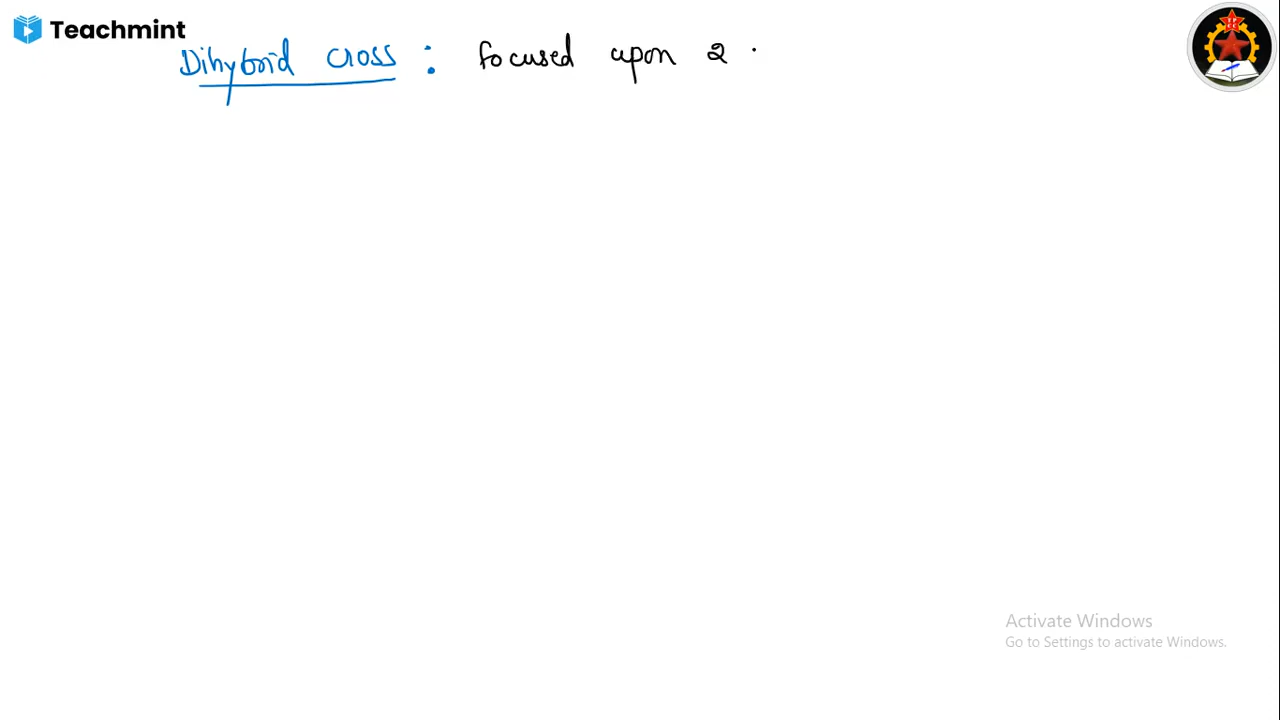 Teachmint
Dihybrid cross : focused upon 2
Activate Windows
Go to Settings to activate Windows.